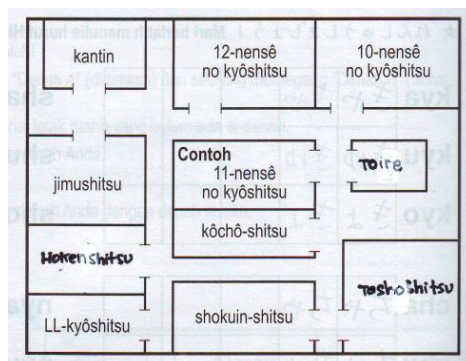 kantin
12-nensê
no kyôshitsu
10-nensê
no kyôshitsu
jimushitsu
Contoh
11-nensê
no kyôshitsu
Toire
kôchô-shitsu
Hokenshitsu
LL-kyôshitsu
shokuin-shitsu
Toshoshitsu